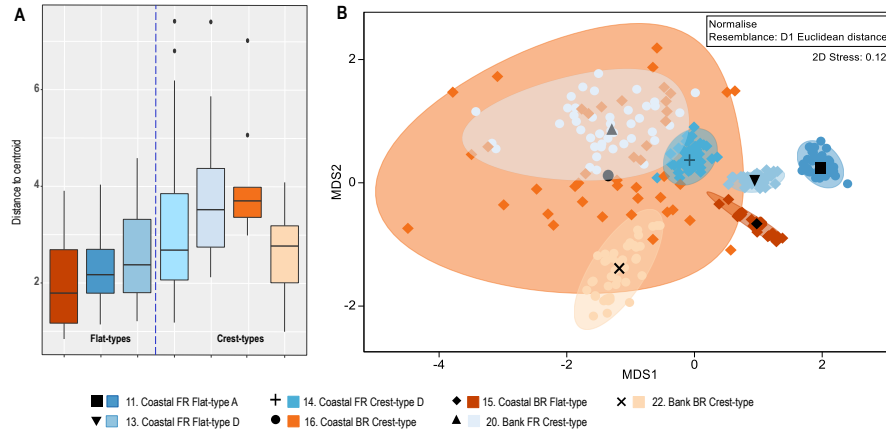 A
Distance to centroid
6
4
2
Flat-types
Crest-types
B
Normalise
Resemblance: D1 Euclidean distance
2D Stress: 0.12
MDS2
2
0
-2
-4
-2
0
2
MDS1
11. Coastal FR Flat-type A
14. Coastal FR Crest-type D
15. Coastal BR Flat-type
22. Bank BR Crest-type
13. Coastal FR Flat-type D
16. Coastal BR Crest-type
20. Bank FR Crest-type